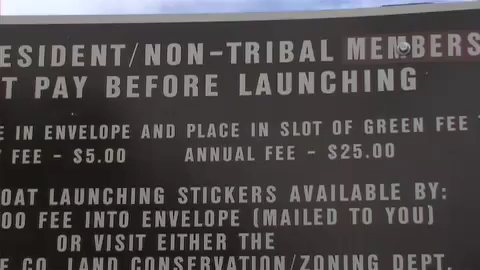 ESIDENT/NON-TRIBAL MEMBERS
T PAY BEFORE LAUNCHING
E IN ENVELOPE AND PLACE IN SLOT OF GREEN FEE
FEE - $5.00 ANNUAL FEE - $25.00
OAT LAUNCHING STICKERS AVAILABLE BY:
00 FEE INTO ENVELOPE (MAILED TO YOU)
OR VISIT EITHER THE
E CO. LAND CONSERVATION/ZONING DEPT.